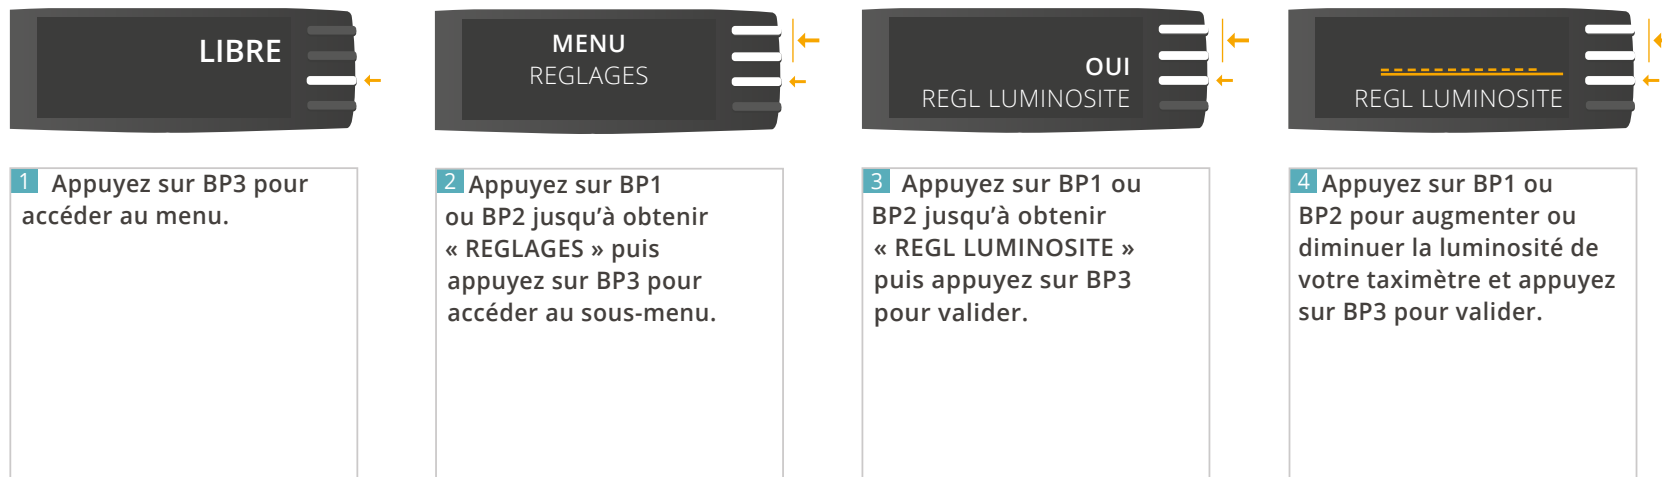 LIBRE
MENU
REGLAGES
OUI
REGL LUMINOSITE
REGL LUMINOSITE
1 Appuyez sur BP3 pour
accéder au menu.
2 Appuyez sur BP1
ou BP2 jusqu’à obtenir
« REGLAGES » puis
appuyez sur BP3 pour
accéder au sous-menu.
3 Appuyez sur BP1 ou
BP2 jusqu’à obtenir
« REGL LUMINOSITE »
puis appuyez sur BP3
pour valider.
4 Appuyez sur BP1 ou
BP2 pour augmenter ou
diminuer la luminosité de
votre taximètre et appuyez
sur BP3 pour valider.